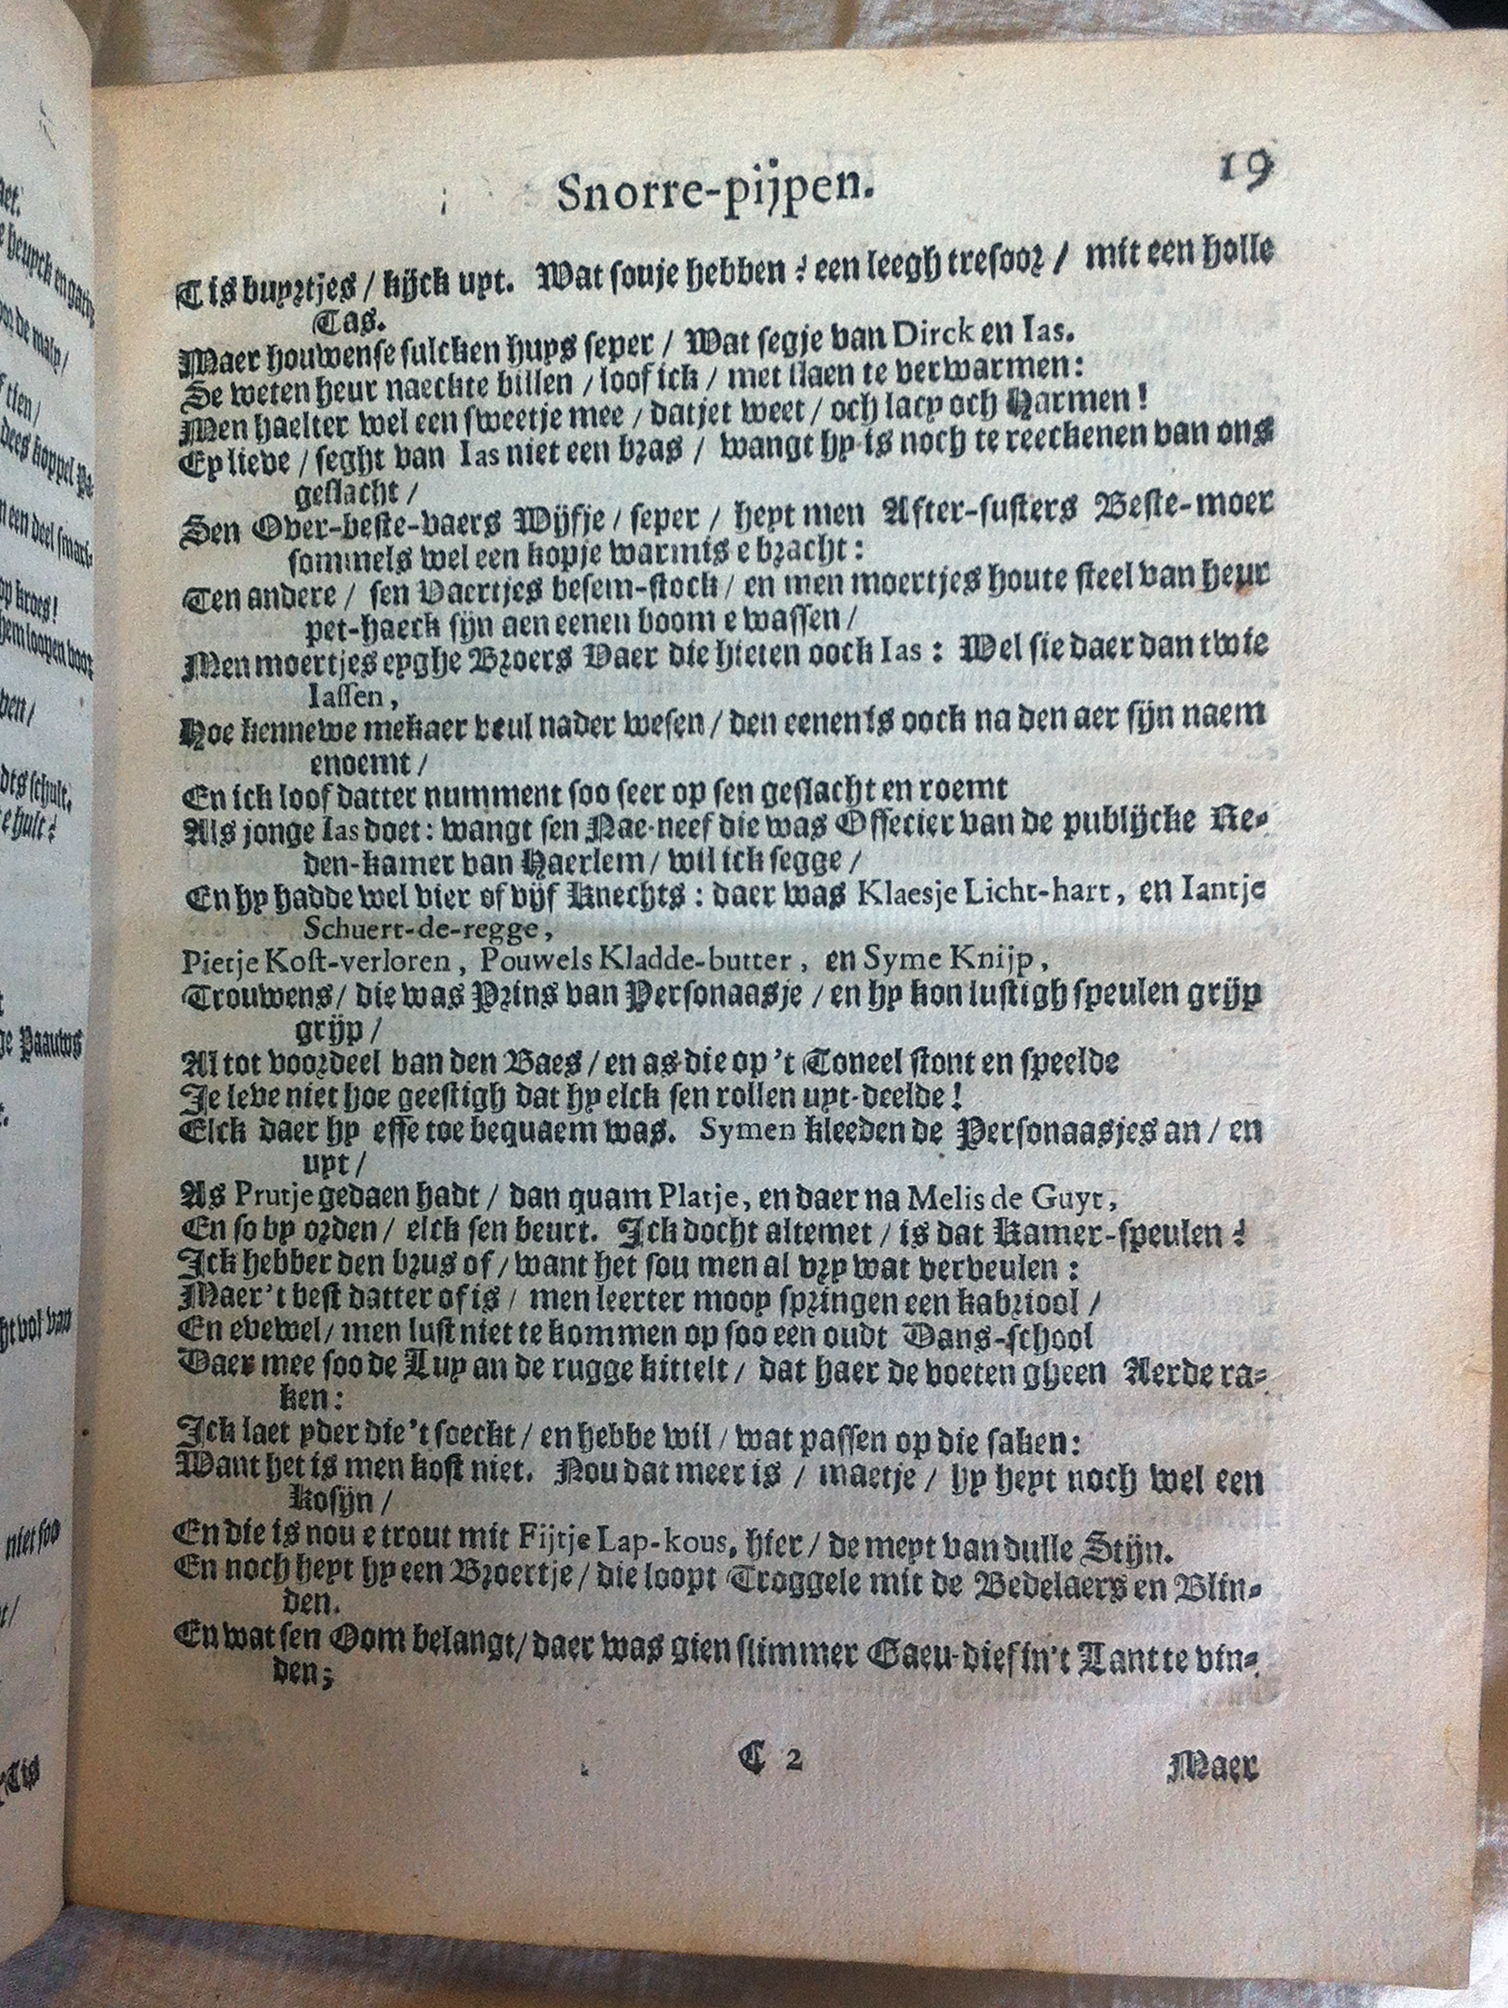 Snorre-pijpen. 19
Tis buyrtjes / kijck uyt. Wat souje hebben? een leegh tresoor / mit een holle
Tas.
Maer houwense sulcken huys seper / Wat segje van Dirck en Ias.
Se weten heur naeckte billen / loof ick / met slaen te verwarmen:
Men haelter wel een sweetje mee / datjet weet / och lacy och Harmen!
Ey lieve / seght van Ias niet een bras / wangt hy is noch te reeckenen van ons
geslacht /
Sen Over-beste-vaers Wijfje / seper / heyt men After-susters Beste-moer
sommels wel een kopje warmis e bracht:
Ten andere / sen Vaertjes besem-stock / en men moertjes houte steel van heur
pet-haeck sijn aen eenen boom e wassen /
Men moertjes eyghe Broers Vaer die hieten oock Ias: Wel sie daer dan twie
Iassen,
Hoe kennewe mekaer veul nader wesen / den eenen is oock na den aer sijn naem
enoemt /
En ick loof datter numment soo seer op sen geslacht en roemt
Als jonge Ias doet: wangt sen Nae-neef die was Offecier van de publijcke Re-
den-kamer van Haerlem / wil ick segge /
En hy hadde wel vier of vijf knechts: daer was Klaesje Licht-hart, en Iantje
Schuert-de-regge,
Pietje Kost-verloren, Pouwels Kladde-butter, en Syme Knijp,
Trouwens / die was Prins van Personaasje / en hy kon lustigh speulen grijp
grijp /
Al tot voordeel van den Baes / en as die op 't Toneel stont en speelde
Je leve niet hoe geestigh dat hy elck sen rollen uyt-deelde!
Elck daer hy effe toe bequaem was. Symen kleeden de Personaasjes an / en
uyt /
As Prutje gedaen hadt / dan quam Platje, en daer na Melis de Guyt,
En so by orden / elck sen beurt. Ick docht altemet / is dat Kamer-speulen?
Ick hebber den brus of / want het sou men al vry wat verveulen:
Maer 't best datter of is / men leerter mooy springen een kabriool /
En evewel / men lust niet te kommen op soo een oudt Dans-school
Daer mee soo de Luy an de rugge kittelt / dat haer de voeten gheen Aerde ra-
ken:
Ick laet yder die 't soeckt / en hebbe wil / wat passen op die saken:
Want het is men kost niet. Nou dat meer is / maetje / hy heyt noch wel een
kosijn /
En die is nou e trout mit Fijtje Lap-kous, hier / de meyt van dulle Stijn.
En noch heyt hy een Broertje / die loopt Troggele mit de Bedelaers en Blin-
den.
En wat sen Oom belangt / daer was gien slimmer Gaeu-dief in 't Lant te vin-
den;
C 2 Maer